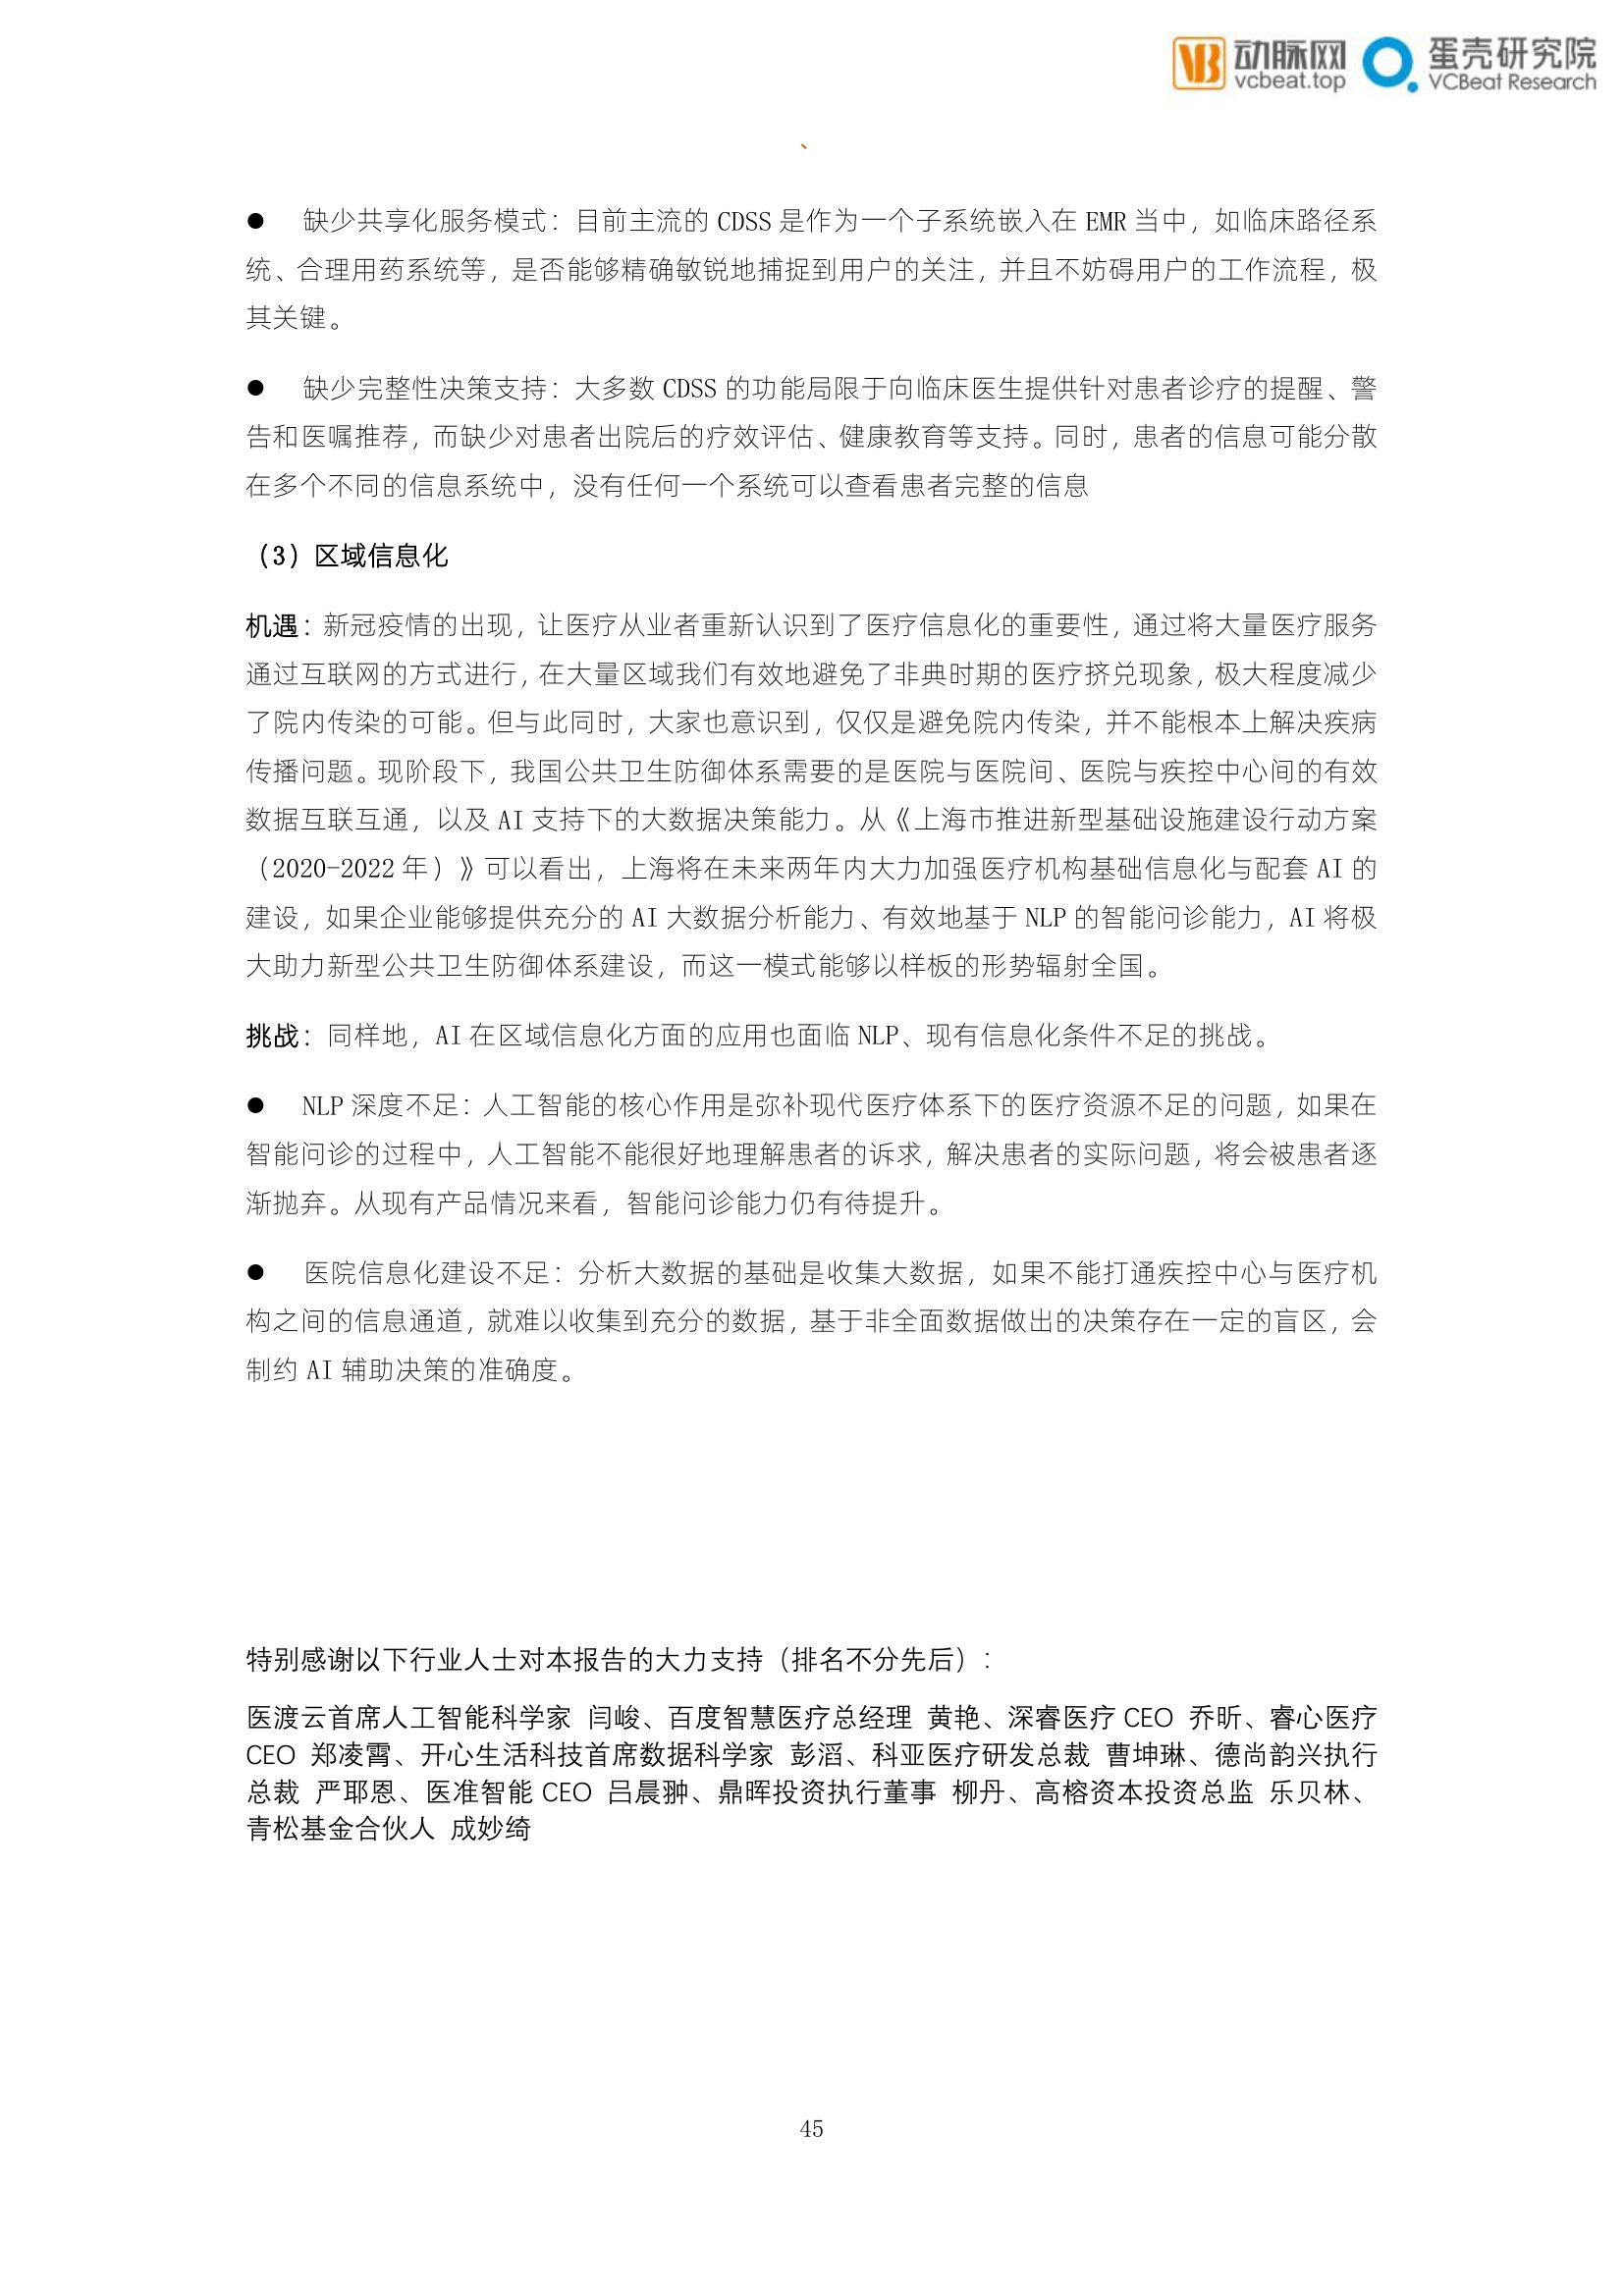 动脉网
vcbeat.top
蛋壳研究院
VCBeat Research
、
● 缺少共享化服务模式：目前主流的 CDSS 是作为一个子系统嵌入在 EMR 当中，如临床路径系
统、合理用药系统等，是否能够精确敏锐地捕捉到用户的关注，并且不妨碍用户的工作流程，极
其关键。
● 缺少完整性决策支持：大多数 CDSS 的功能局限于向临床医生提供针对患者诊疗的提醒、警
告和医嘱推荐，而缺少对患者出院后的疗效评估、健康教育等支持。同时，患者的信息可能分散
在多个不同的信息系统中，没有任何一个系统可以查看患者完整的信息
（3）区域信息化
机遇：新冠疫情的出现，让医疗从业者重新认识到了医疗信息化的重要性，通过将大量医疗服务
通过互联网的方式进行，在大量区域我们有效地避免了非典时期的医疗挤兑现象，极大程度减少
了院内传染的可能。但与此同时，大家也意识到，仅仅是避免院内传染，并不能根本上解决疾病
传播问题。现阶段下，我国公共卫生防御体系需要的是医院与医院间、医院与疾控中心间的有效
数据互联互通，以及 AI 支持下的大数据决策能力。从《上海市推进新型基础设施建设行动方案
（2020-2022 年）》可以看出，上海将在未来两年内大力加强医疗机构基础信息化与配套 AI 的
建设，如果企业能够提供充分的 AI 大数据分析能力、有效地基于 NLP 的智能问诊能力，AI 将极
大助力新型公共卫生防御体系建设，而这一模式能够以样板的形势辐射全国。
挑战：同样地，AI 在区域信息化方面的应用也面临 NLP、现有信息化条件不足的挑战。
● NLP 深度不足：人工智能的核心作用是弥补现代医疗体系下的医疗资源不足的问题，如果在
智能问诊的过程中，人工智能不能很好地理解患者的诉求，解决患者的实际问题，将会被患者逐
渐抛弃。从现有产品情况来看，智能问诊能力仍有待提升。
● 医院信息化建设不足：分析大数据的基础是收集大数据，如果不能打通疾控中心与医疗机
构之间的信息通道，就难以收集到充分的数据，基于非全面数据做出的决策存在一定的盲区，会
制约 AI 辅助决策的准确度。
特别感谢以下行业人士对本报告的大力支持（排名不分先后）：
医渡云首席人工智能科学家 闫峻、百度智慧医疗总经理 黄艳、深睿医疗 CEO 乔昕、睿心医疗
CEO 郑凌霄、开心生活科技首席数据科学家 彭滔、科亚医疗研发总裁 曹坤琳、德尚韵兴执行
总裁 严耶恩、医准智能 CEO 吕晨翀、鼎晖投资执行董事 柳丹、高榕资本投资总监 乐贝林、
青松基金合伙人 成妙绮
45